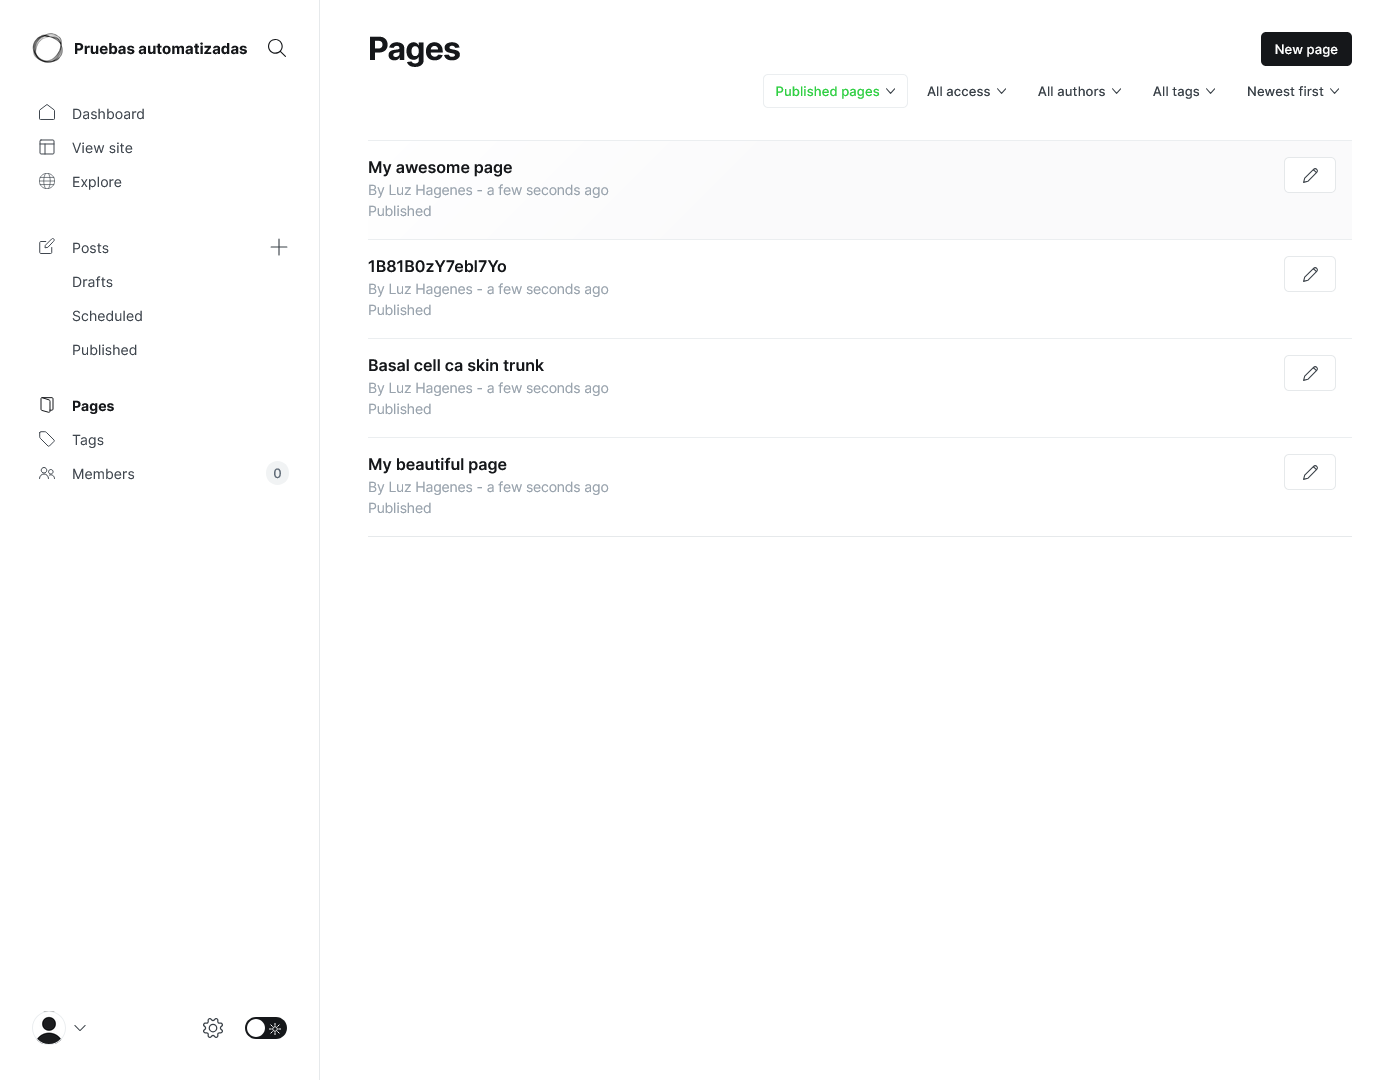 Pruebas automatizadas
Dashboard
View site
Explore
Posts
Drafts
Scheduled
Published
Pages
Tags
Members
0
Pages
New page
Published pages
All access
All authors
All tags
Newest first
My awesome page
By Luz Hagenes - a few seconds ago
Published
1B81B0zY7ebI7Yo
By Luz Hagenes - a few seconds ago
Published
Basal cell ca skin trunk
By Luz Hagenes - a few seconds ago
Published
My beautiful page
By Luz Hagenes - a few seconds ago
Published